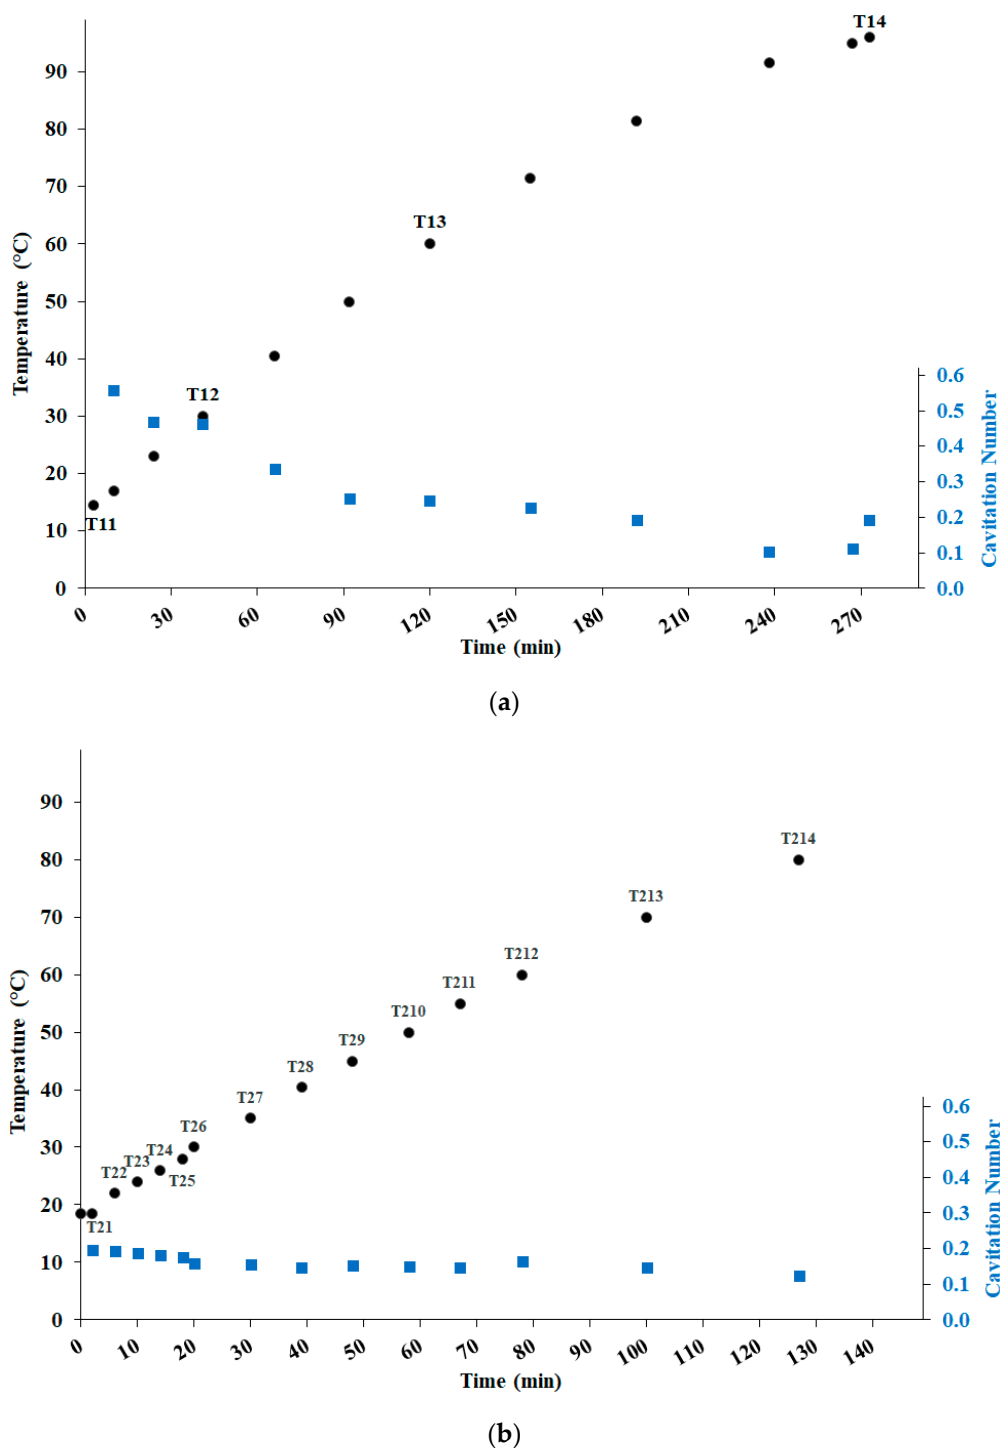 T14
90
80
70
T13
60
50
40
T12
30
20
T11
10
0
Temperature (°C)
0.6
0.5
0.4
0.3
0.2
0.1
0.0
Cavitation Number
0 30 60 90 120 150 180 210 240 270
Time (min)
(a)
90
80
70
60
50
40
30
20
10
0
Temperature (°C)
T21
T22
T23
T24
T25
T26
T27
T28
T29
T210
T211
T212
T213
T214
0.6
0.5
0.4
0.3
0.2
0.1
0.0
Cavitation Number
0 10 20 30 40 50 60 70 80 90 100 110 120 130 140
Time (min)
(b)